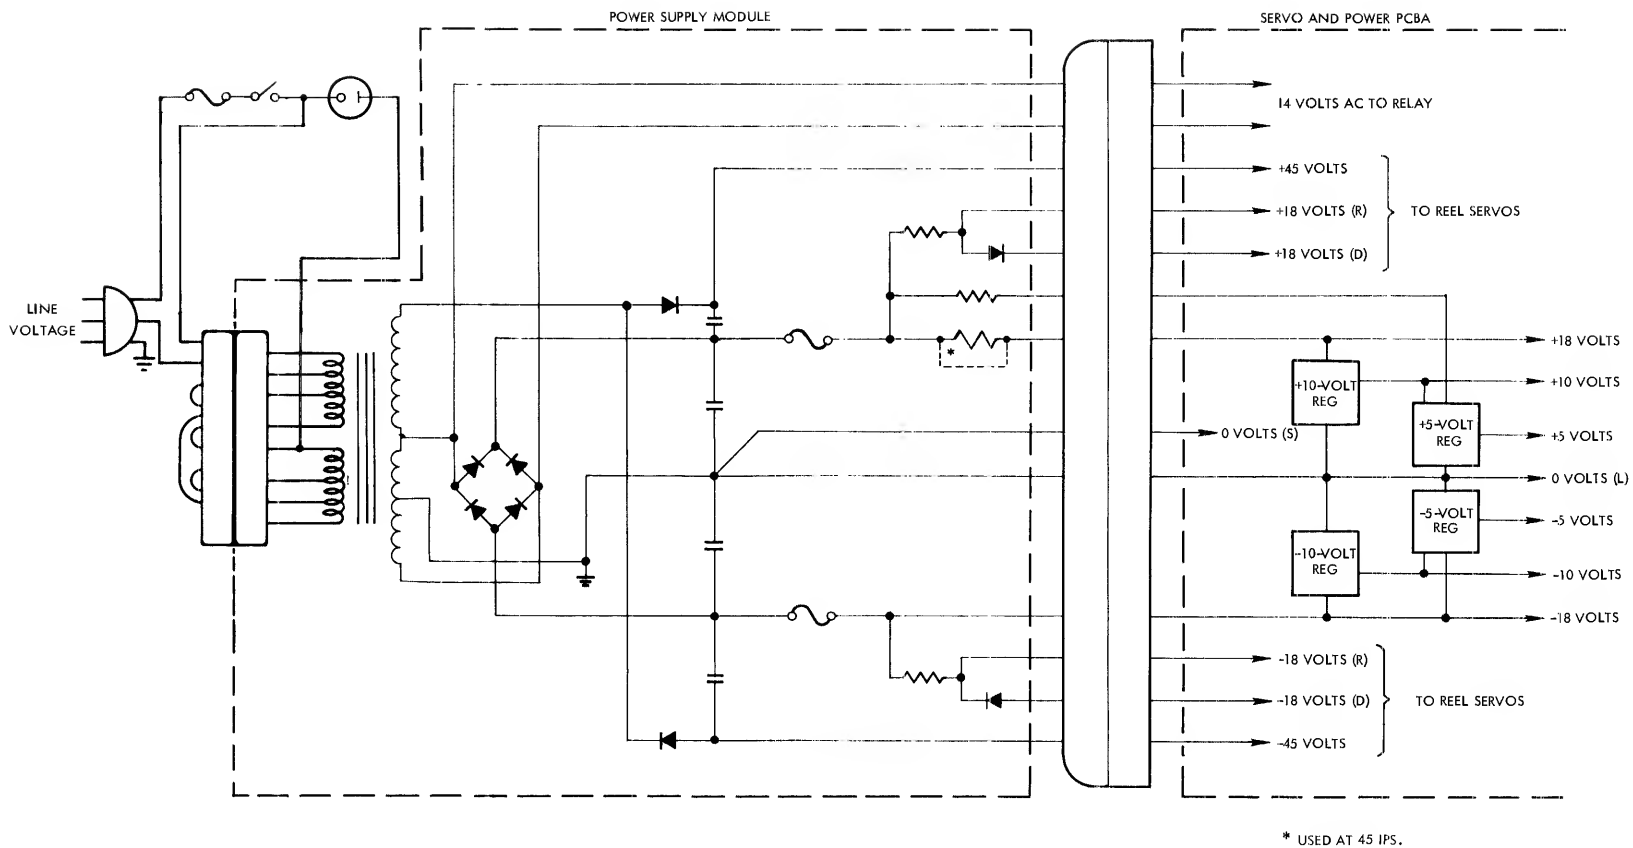 POWER SUPPLY MODULE
SERVO AND POWER PCBA
14 VOLTS AC TO RELAY
+45 VOLTS
+18 VOLTS (R)
TO REEL SERVOS
+18 VOLTS (D)
LINE
VOLTAGE
*
+18 VOLTS
+10-VOLT
REG
+10 VOLTS
+5-VOLT
REG
+5 VOLTS
0 VOLTS (S)
0 VOLTS (L)
-5-VOLT
REG
-5 VOLTS
-10-VOLT
REG
-10 VOLTS
-18 VOLTS
-18 VOLTS (R)
-18 VOLTS (D)
TO REEL SERVOS
-45 VOLTS
* USED AT 45 IPS.